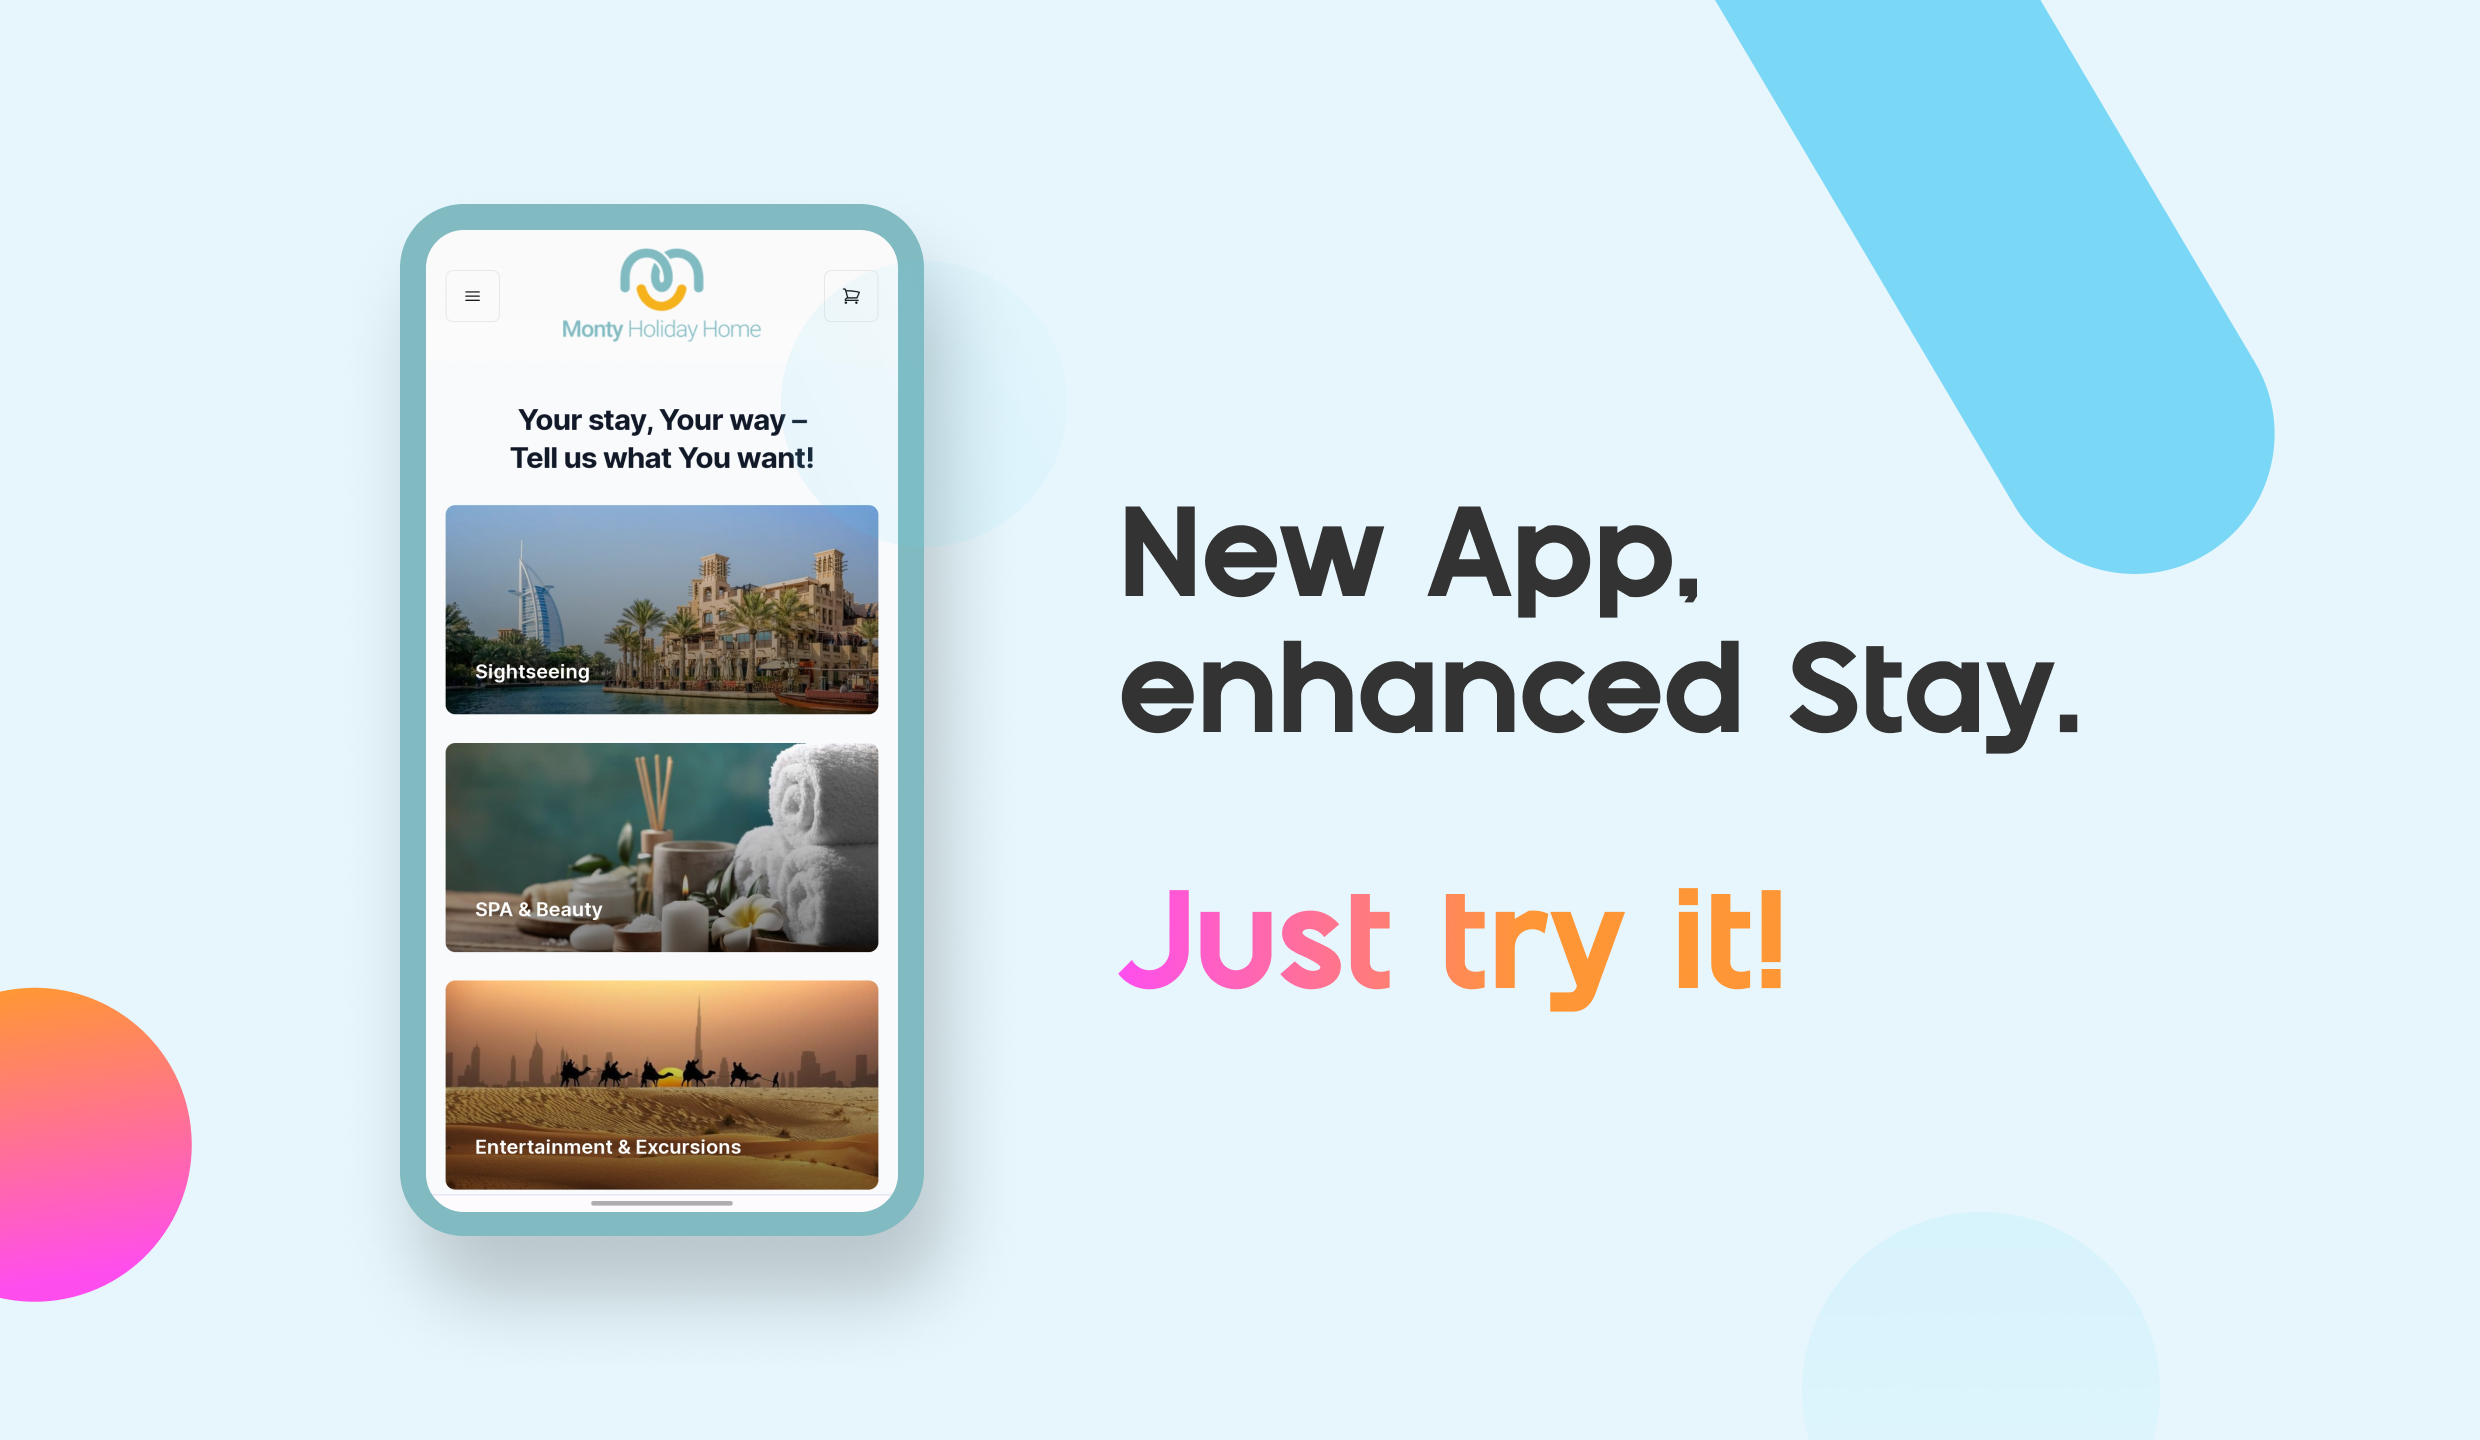 Monty Holiday Home
Your stay, Your way –
Tell us what You want!
Sightseeing
SPA & Beauty
Entertainment & Excursions
New App,
enhanced Stay.
Just try it!